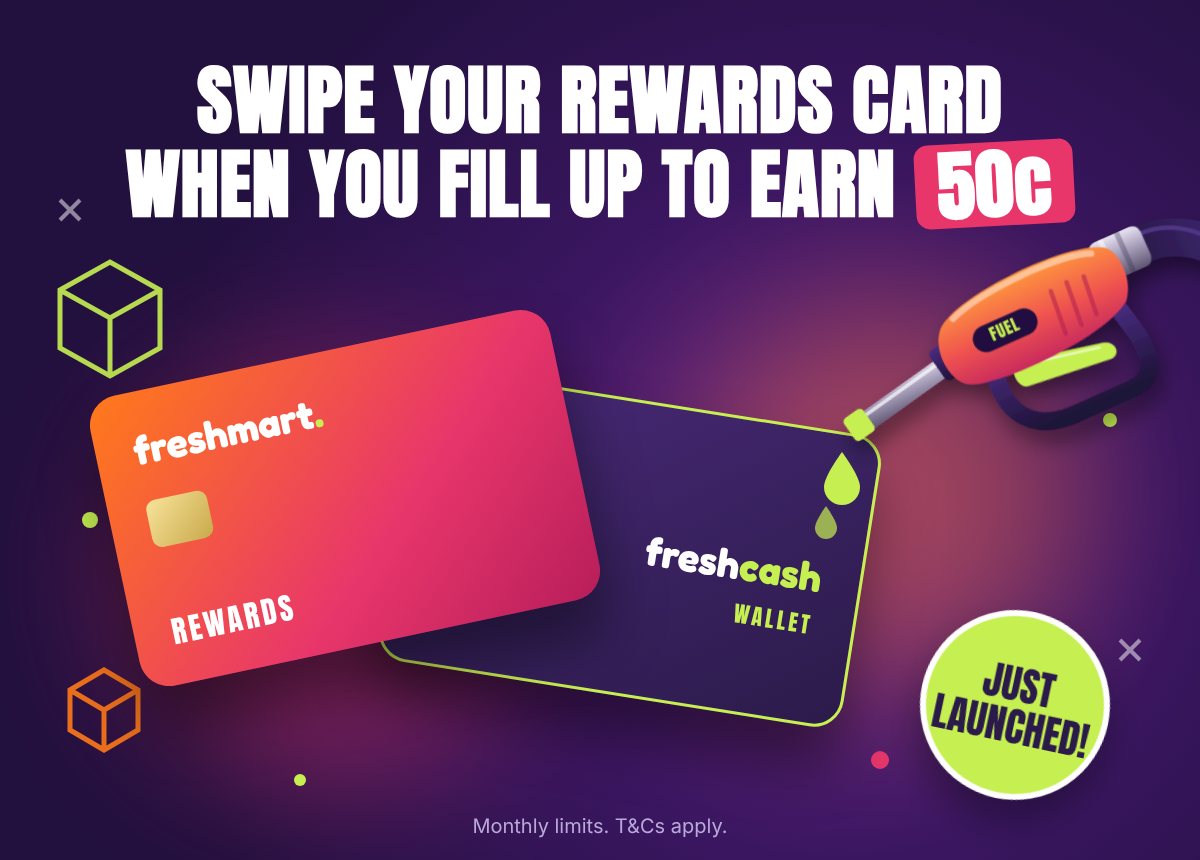 SWIPE YOUR REWARDS CARD
WHEN YOU FILL UP TO EARN 50c
FUEL
freshmart.
REWARDS
freshcash
WALLET
JUST
LAUNCHED!
Monthly limits. T&Cs apply.